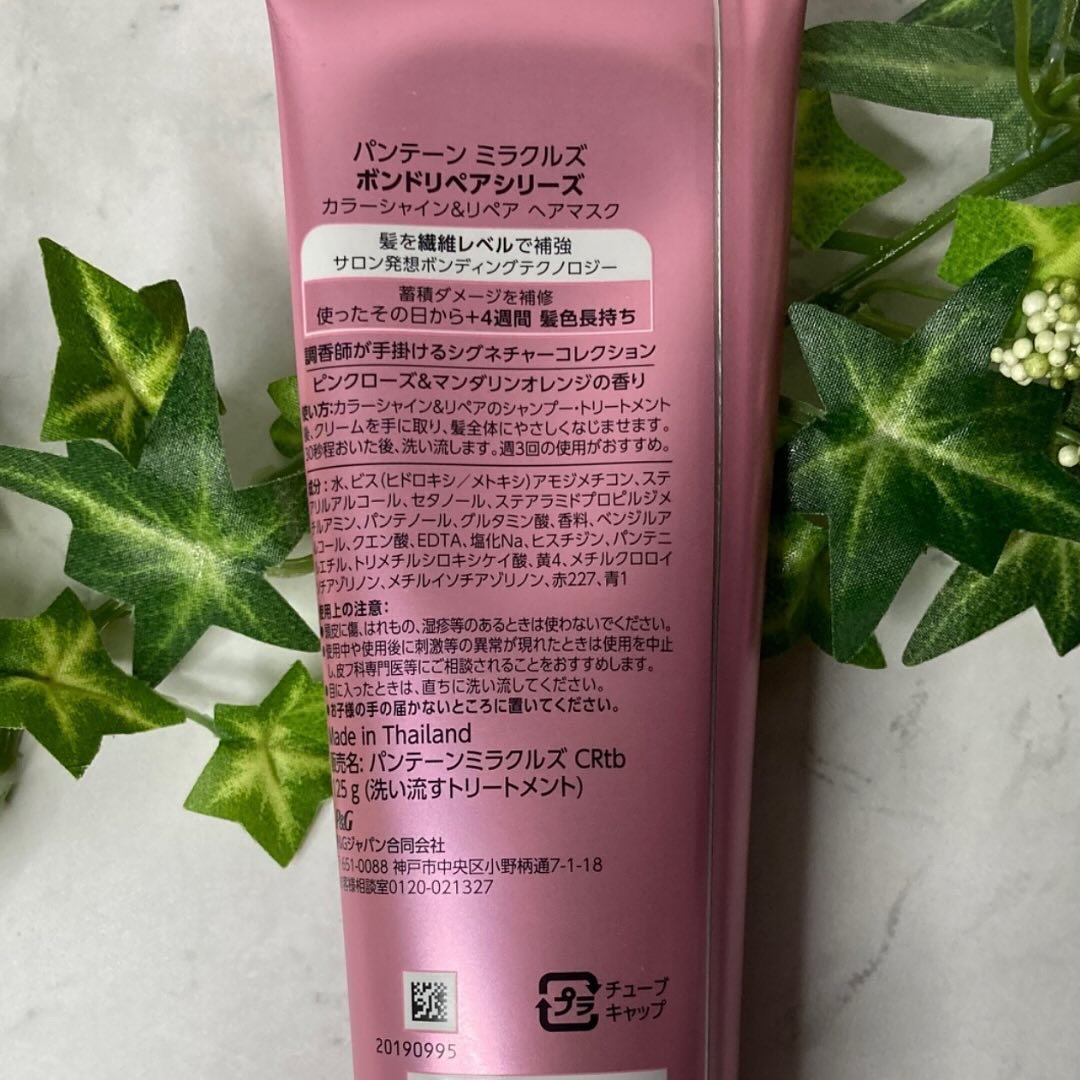 パンテーン ミラクルズ
ボンドリペアシリーズ
カラーシャイン&リペア ヘアマスク
髪を繊維レベルで補強
サロン発想ボンディングテクノロジー
蓄積ダメージを補修
使ったその日から+4週間 髪色長持ち
調香師が手掛けるシグネチャーコレクション
ピンクローズ&マンダリンオレンジの香り
使い方:カラーシャイン&リペアのシャンプー・トリートメント
後、クリームを手に取り、髪全体にやさしくなじませます。
30秒程おいた後、洗い流します。週3回の使用がおすすめ。
成分:水、ビス(ヒドロキシ/メトキシ)アモジメチコン、ステ
アリルアルコール、セタノール、ステアラミドプロピルジメ
チルアミン、パンテノール、グルタミン酸、香料、ベンジルア
ルコール、クエン酸、EDTA、塩化Na、ヒスチジン、パンテニ
ルエチル、トリメチルシロキシケイ酸、黄4、メチルクロロイ
ソチアゾリノン、メチルイソチアゾリノン、赤227、青1
使用上の注意:
●頭皮に傷、はれもの、湿疹等のあるときは使わないでください。
●使用中や使用後に刺激等の異常が現れたときは使用を中止
し、皮フ科専門医等にご相談されることをおすすめします。
●目に入ったときは、直ちに洗い流してください。
●お子様の手の届かないところに置いてください。
Made in Thailand
販売名: パンテーンミラクルズ CRtb
25 g (洗い流すトリートメント)
P&G
P&Gジャパン合同会社
651-0088 神戸市中央区小野柄通7-1-18
お客様相談室0120-021327
プラ
チューブ
キャップ
20190995